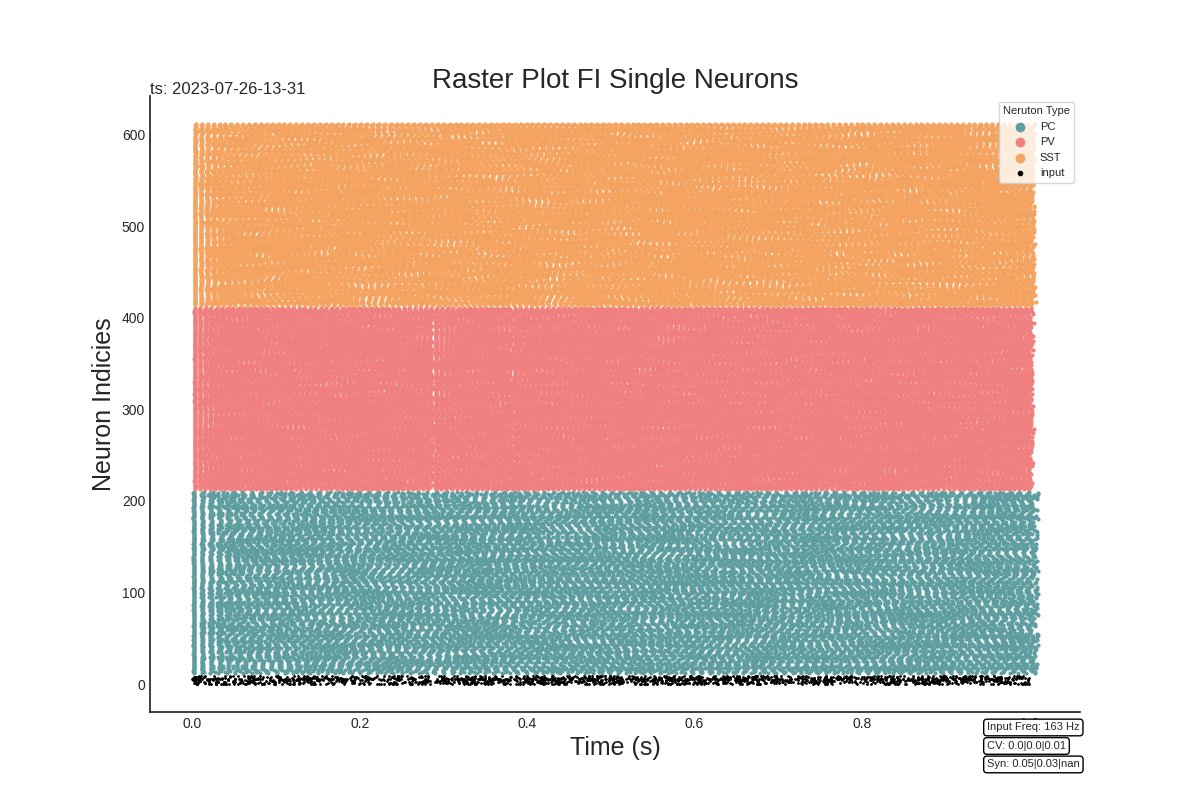 Raster Plot FI Single Neurons
ts: 2023-07-26-13-31
Neruton Type
PC
PV
SST
input
600
500
400
300
200
100
0
Neuron Indicies
0.0 0.2 0.4 0.6 0.8
Time (s)
Input Freq: 163 Hz
CV: 0.0|0.0|0.01
Syn: 0.05|0.03|nan